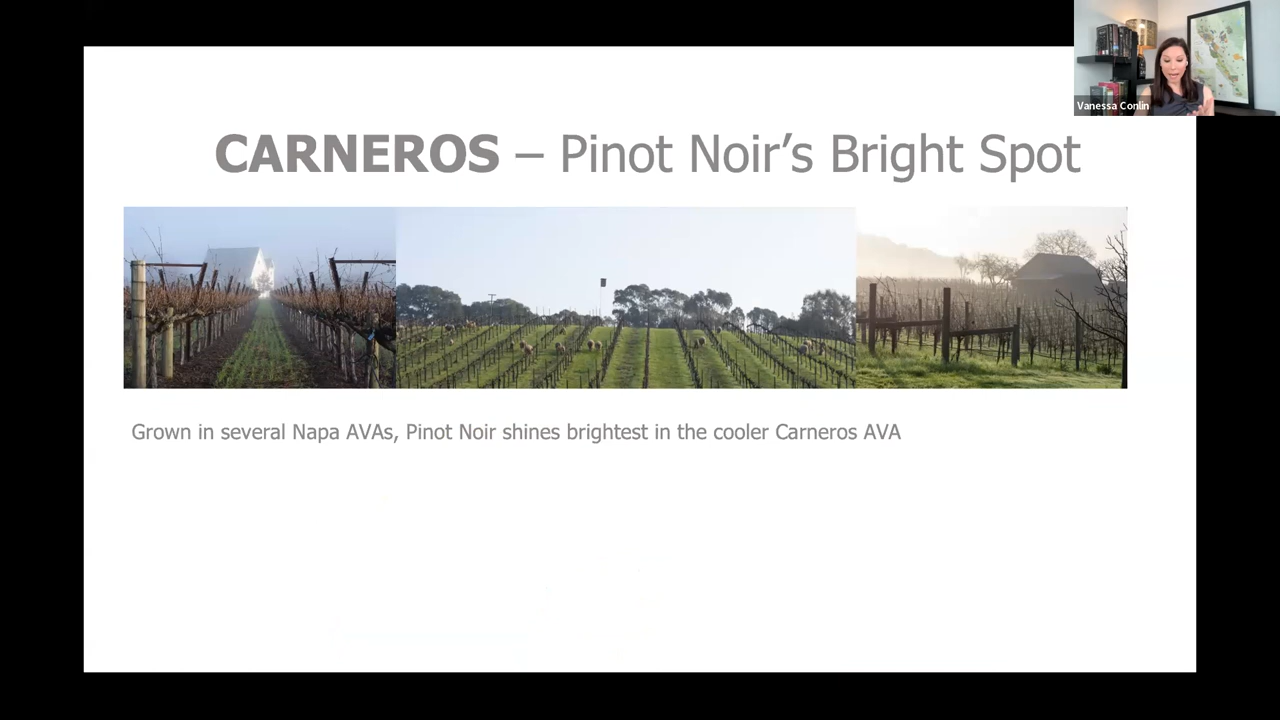 Vanessa Conlin
CARNEROS – Pinot Noir’s Bright Spot
Grown in several Napa AVAs, Pinot Noir shines brightest in the cooler Carneros AVA